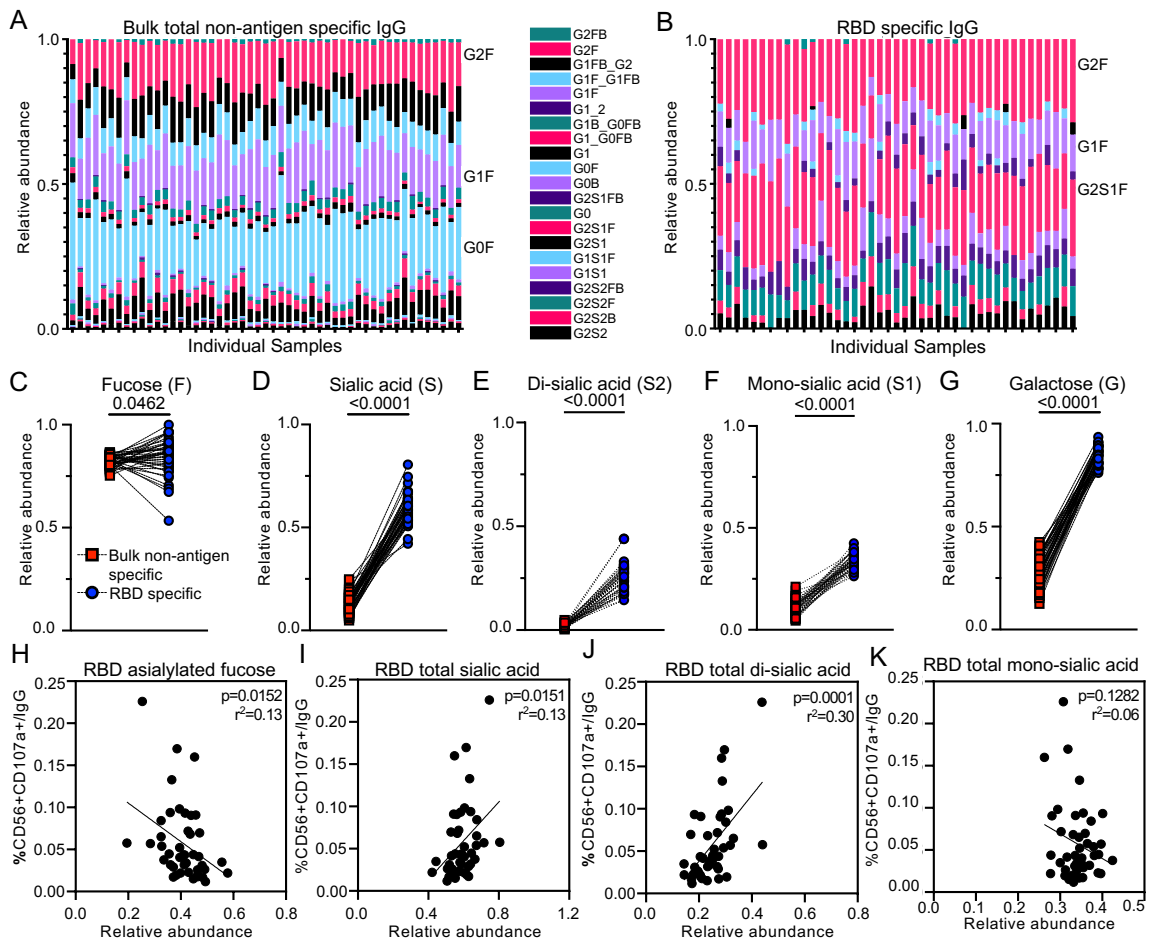 A
Bulk total non-antigen specific IgG
Relative abundance
1.0
0.5
0.0
G2F
G1F
G0F
Individual Samples
G2FB
G2F
G1FB_G2
G1F_G1FB
G1F
G1_2
G1B_G0FB
G1_G0FB
G1
G0F
G0B
G2S1FB
G0
G2S1F
G2S1
G1S1F
G1S1
G2S2FB
G2S2F
G2S2B
G2S2
B
RBD specific IgG
Relative abundance
1.0
0.5
0.0
G2F
G1F
G2S1F
Individual Samples
C
Fucose (F)
0.0462
Relative abundance
1.0
0.5
0.0
Bulk non-antigen
specific
RBD specific
D
Sialic acid (S)
<0.0001
Relative abundance
1.0
0.5
0.0
E
Di-sialic acid (S2)
<0.0001
Relative abundance
1.0
0.5
0.0
F
Mono-sialic acid (S1)
<0.0001
Relative abundance
1.0
0.5
0.0
G
Galactose (G)
<0.0001
Relative abundance
1.0
0.5
0.0
H
RBD asialylated fucose
p=0.0152
r²=0.13
%CD56+CD107a+/IgG
0.25
0.20
0.15
0.10
0.05
0.00
0.0 0.2 0.4 0.6 0.8
Relative abundance
I
RBD total sialic acid
p=0.0151
r²=0.13
%CD56+CD107a+/IgG
0.25
0.20
0.15
0.10
0.05
0.00
0.0 0.4 0.8 1.2
Relative abundance
J
RBD total di-sialic acid
p=0.0001
r²=0.30
%CD56+CD107a+/IgG
0.25
0.20
0.15
0.10
0.05
0.00
0.0 0.2 0.4 0.6 0.8
Relative abundance
K
RBD total mono-sialic acid
p=0.1282
r²=0.06
%CD56+CD107a+/IgG
0.25
0.20
0.15
0.10
0.05
0.00
0.0 0.1 0.2 0.3 0.4 0.5
Relative abundance